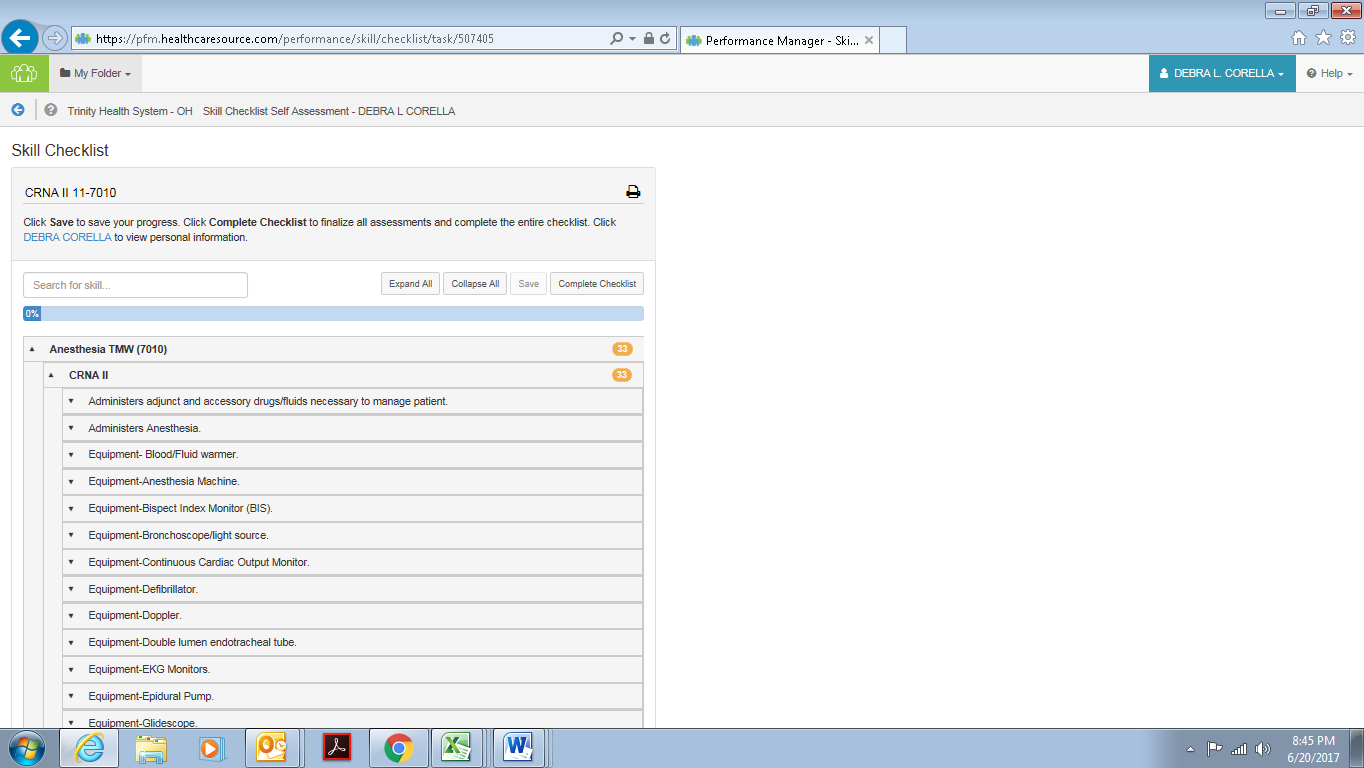 https://pfm.healthcaresource.com/performance/skill/checklist/task/507405
Performance Manager - Ski...
My Folder
DEBRA L. CORELLA
Help
Trinity Health System - OH Skill Checklist Self Assessment - DEBRA L CORELLA
Skill Checklist
CRNA II 11-7010
Click Save to save your progress. Click Complete Checklist to finalize all assessments and complete the entire checklist. Click
DEBRA CORELLA to view personal information.
Search for skill...
Expand All
Collapse All
Save
Complete Checklist
0%
Anesthesia TMW (7010) 33
CRNA II 33
Administers adjunct and accessory drugs/fluids necessary to manage patient.
Administers Anesthesia.
Equipment- Blood/Fluid warmer.
Equipment-Anesthesia Machine.
Equipment-Bispect Index Monitor (BIS).
Equipment-Bronchoscope/light source.
Equipment-Continuous Cardiac Output Monitor.
Equipment-Defibrillator.
Equipment-Doppler.
Equipment-Double lumen endotracheal tube.
Equipment-EKG Monitors.
Equipment-Epidural Pump.
Equipment-Glidescope.
8:45 PM
6/20/2017